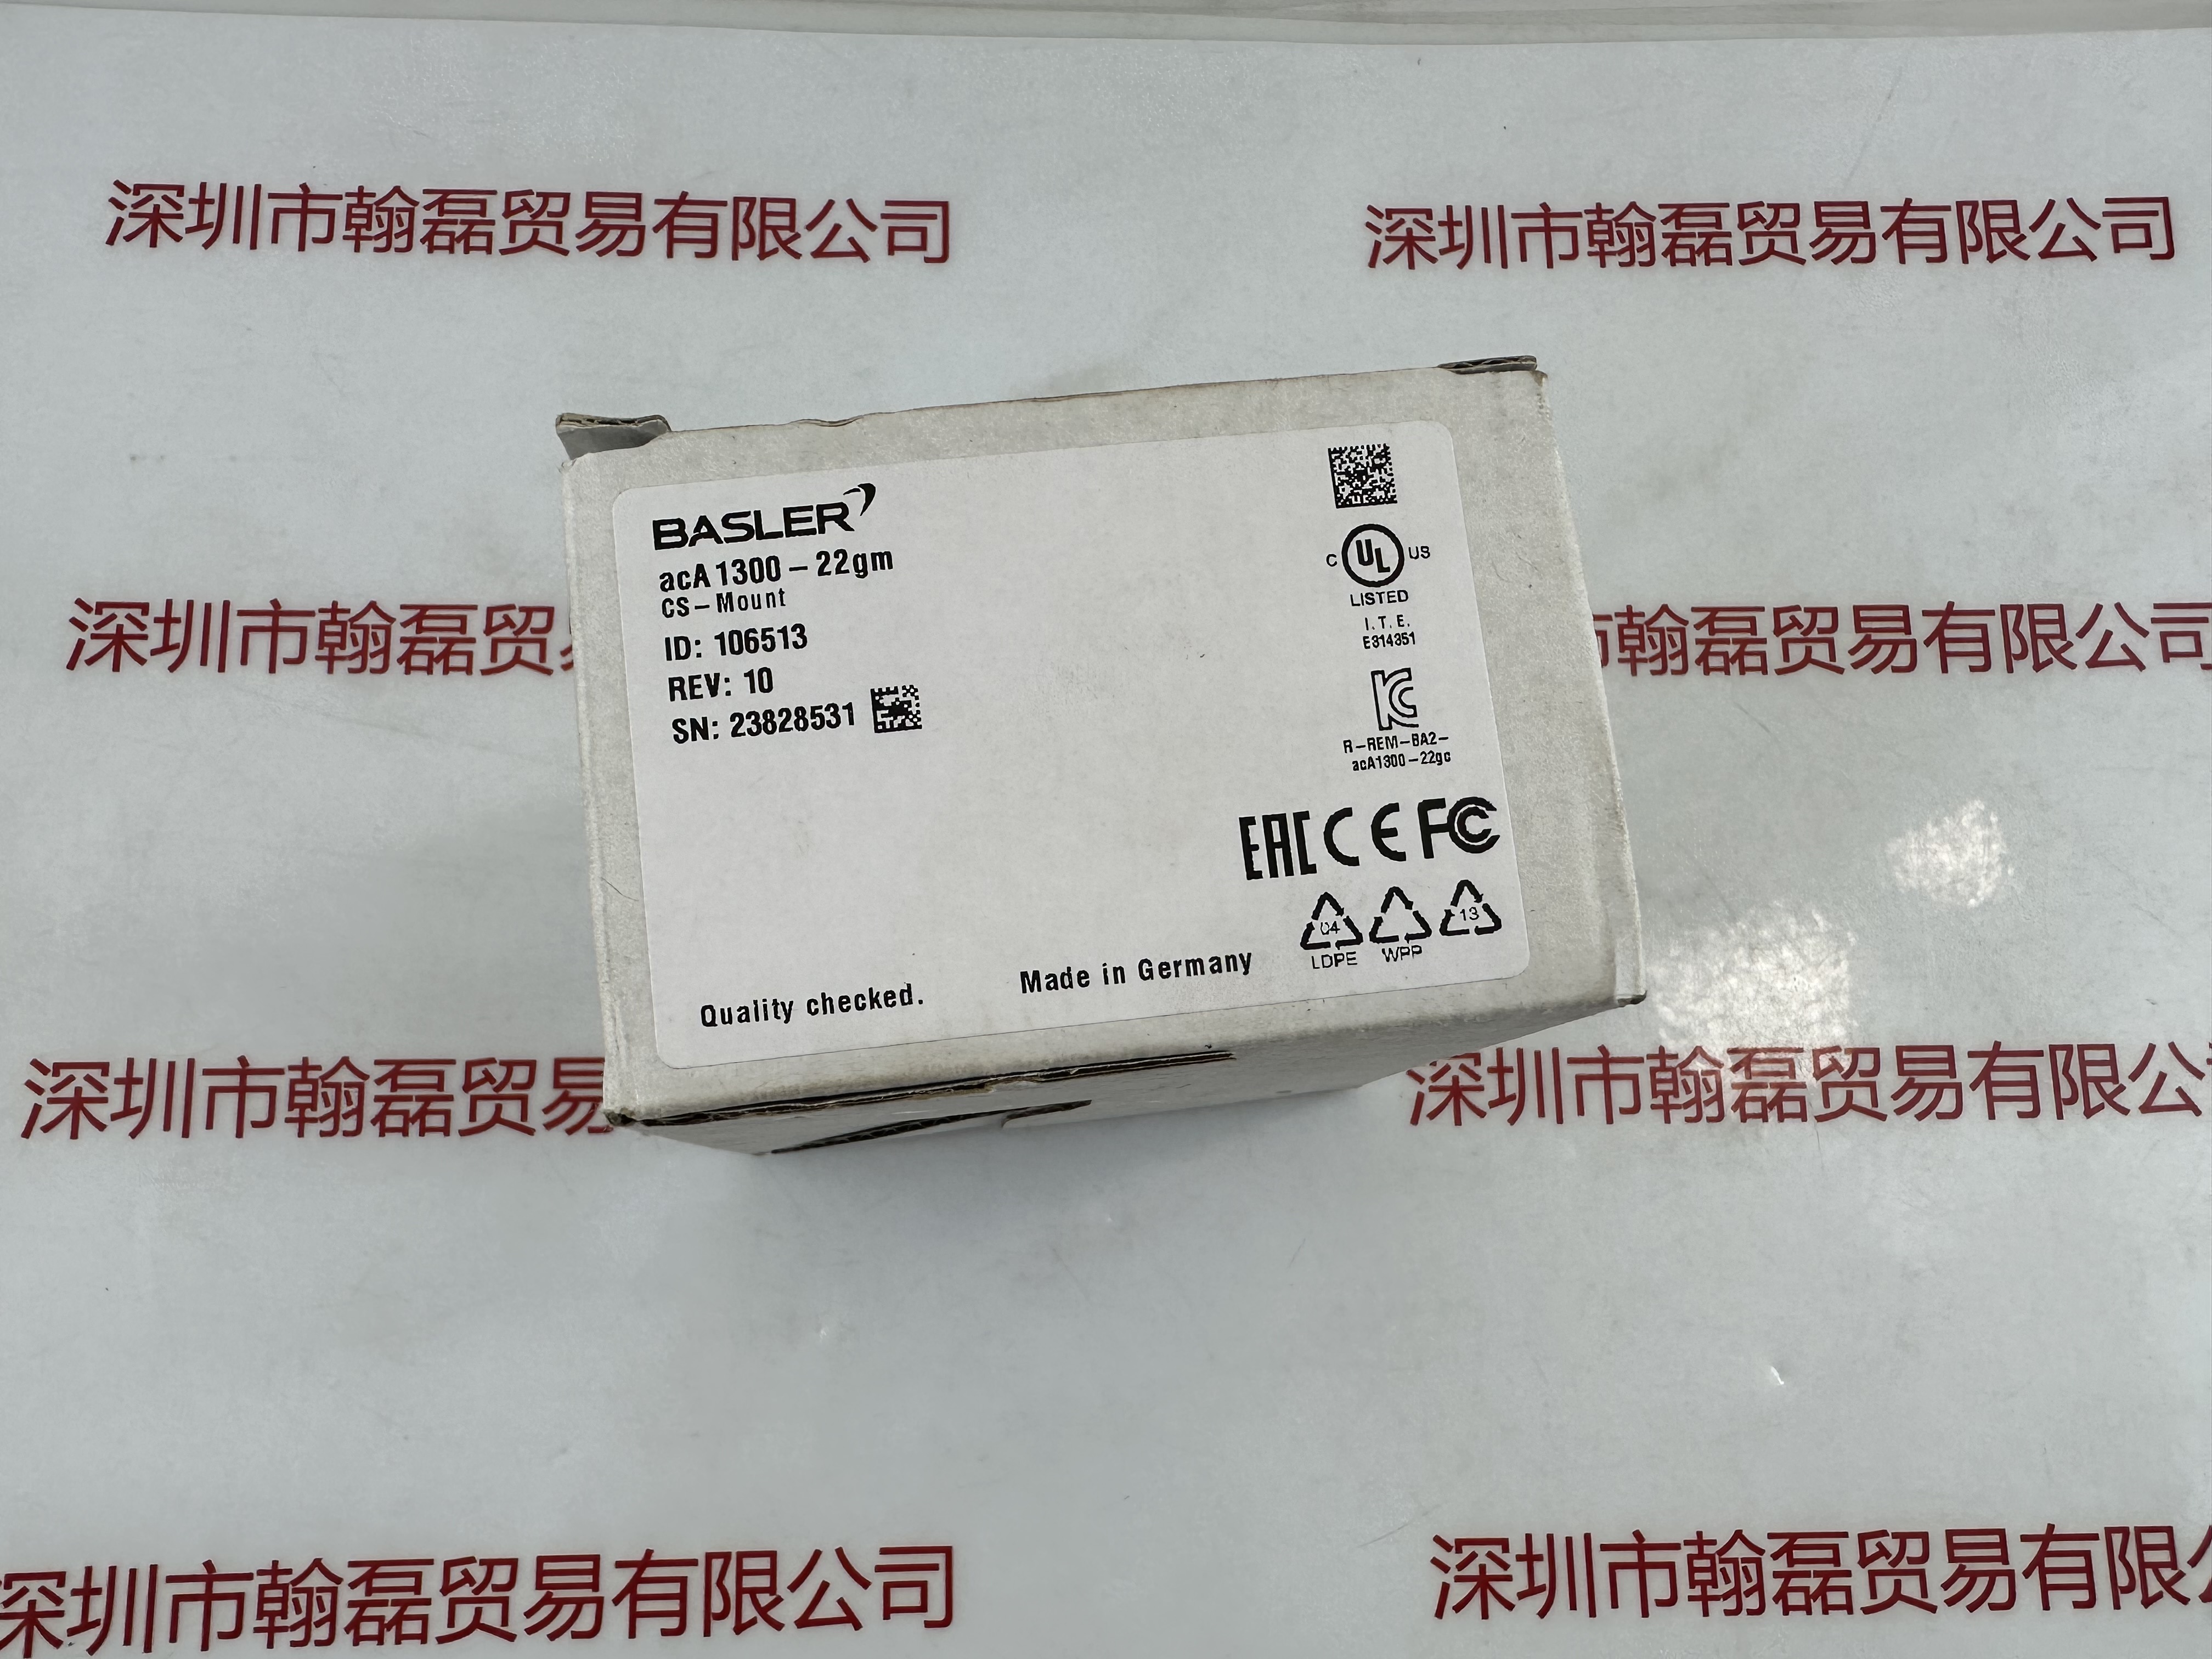 深圳市翰磊贸易有限公司
深圳市翰磊贸易有限公司
BASLER
acA1300-22gm
CS-Mount
ID: 106513
REV: 10
SN: 23828531
C UL US
LISTED
I.T.E.
E314351
R-REM-BA2-
acA1300-22gc
EAC CE FC
04
13
LDPE
WPP
Quality checked.
Made in Germany
深圳市翰磊贸
翰磊贸易有限公司
深圳市翰磊贸易
深圳市翰磊贸易有限公
深圳市翰磊贸易有限公司
深圳市翰磊贸易有限